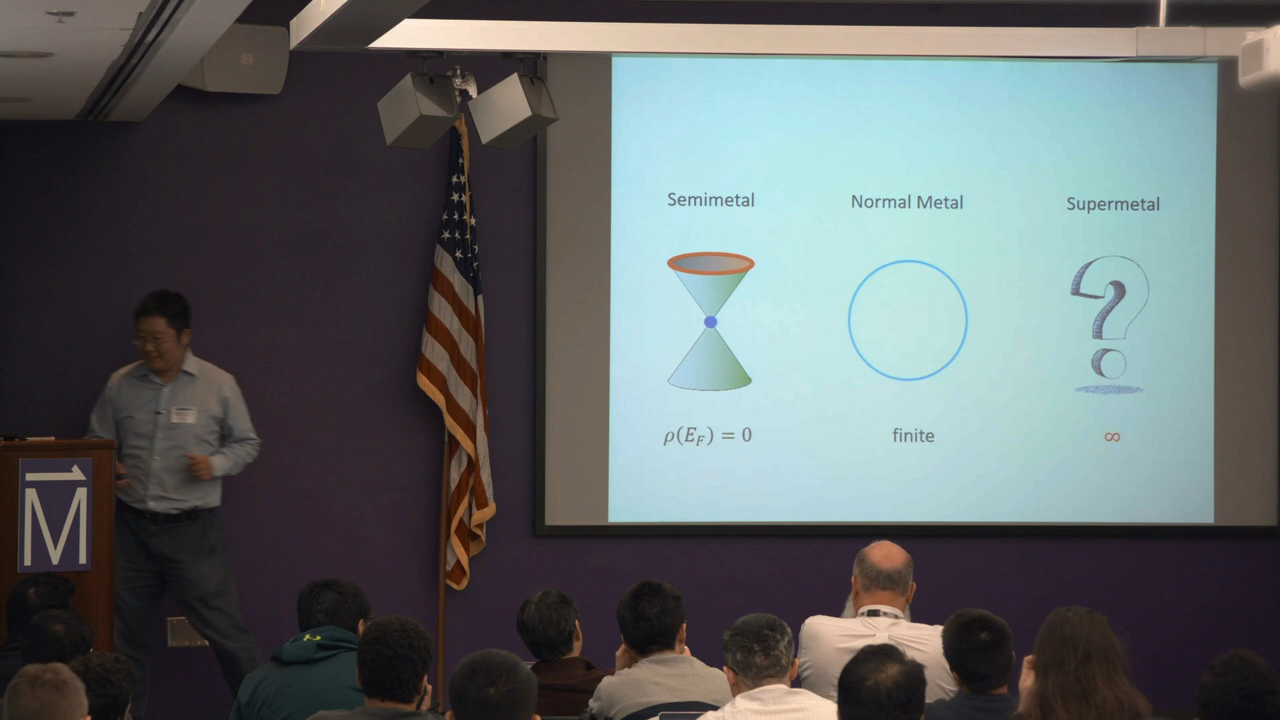 Semimetal
Normal Metal
Supermetal
ρ(E_F) = 0
finite
∞
M